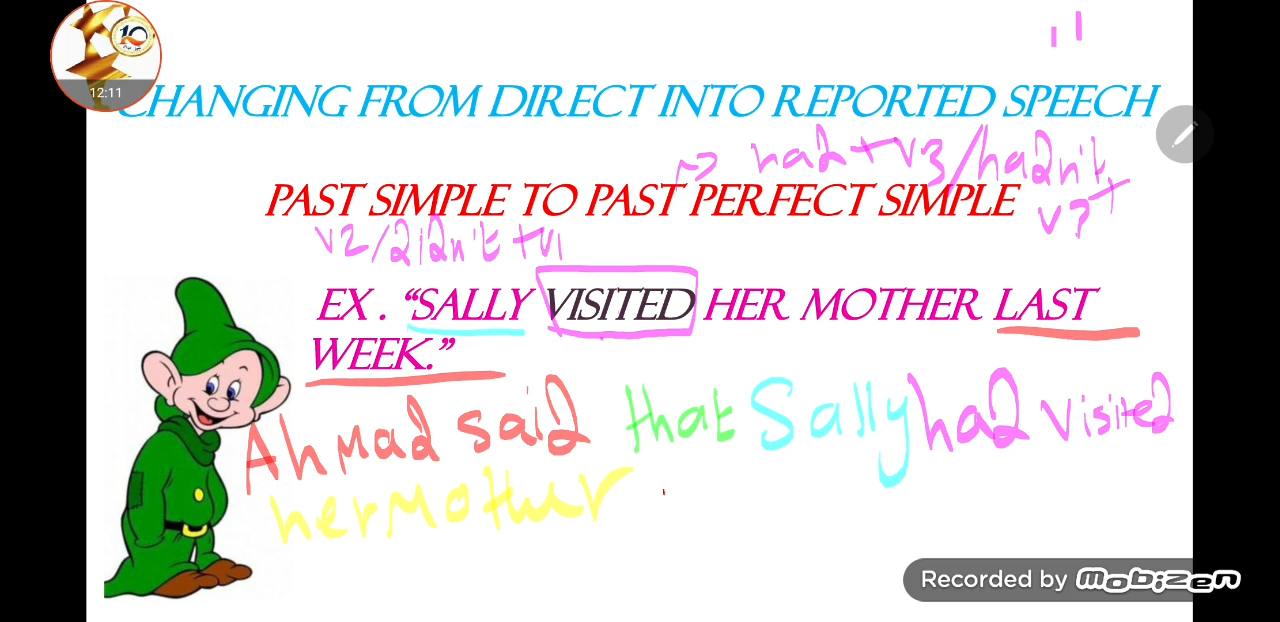 10
12:11
CHANGING FROM DIRECT INTO REPORTED SPEECH
had + V3 / hadn't +
V3
PAST SIMPLE TO PAST PERFECT SIMPLE
V2 / didn't + V1
EX . “SALLY VISITED HER MOTHER LAST
WEEK.”
Ahmad said that Sally had visited
her Mother
Recorded by mobizen